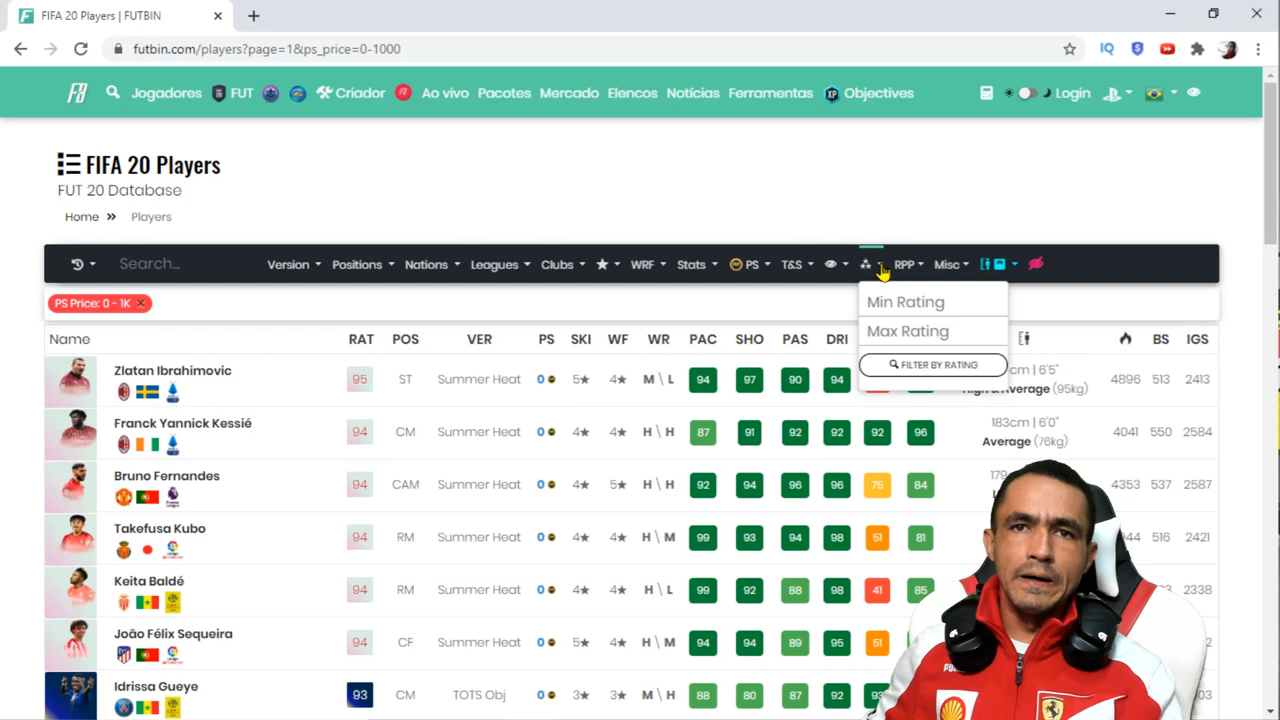 FIFA 20 Players | FUTBIN
futbin.com/players?page=1&ps_price=0-1000
Jogadores FUT Criador Ao vivo Pacotes Mercado Elencos Notícias Ferramentas XP Objectives Login
FIFA 20 Players
FUT 20 Database
Home » Players
Search... Version Positions Nations Leagues Clubs WRF Stats PS T&S RPP Misc
Min Rating
Max Rating
FILTER BY RATING
PS Price: 0 - 1K ×
Name RAT POS VER PS SKI WF WR PAC SHO PAS DRI BS IGS
Zlatan Ibrahimovic 95 ST Summer Heat 0 5★ 4★ M \ L 94 97 90 94 cm | 6'5" 4896 513 2413
Average (95kg)
Franck Yannick Kessié 94 CM Summer Heat 0 4★ 4★ H \ H 87 91 92 92 92 96 183cm | 6'0" 4041 550 2584
Average (76kg)
Bruno Fernandes 94 CAM Summer Heat 0 4★ 5★ H \ H 92 94 96 96 75 84 4353 537 2587
Takefusa Kubo 94 RM Summer Heat 0 4★ 4★ H \ M 99 93 94 98 51 81 516 2421
Keita Baldé 94 RM Summer Heat 0 4★ 4★ H \ L 99 92 88 98 41 85 2338
João Félix Sequeira 94 CF Summer Heat 0 5★ 4★ H \ M 94 94 89 95 51
Idrissa Gueye 93 CM TOTS Obj 0 3★ 3★ M \ H 88 80 87 92 93